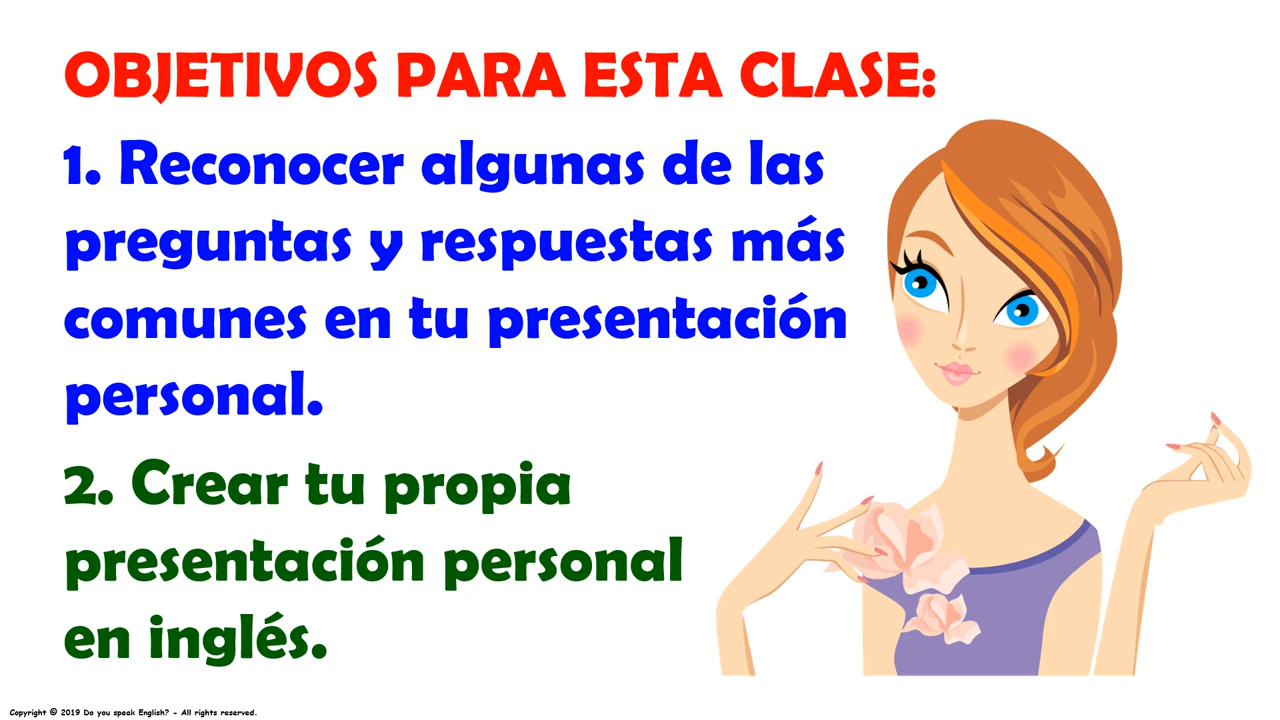 OBJETIVOS PARA ESTA CLASE:
1. Reconocer algunas de las
preguntas y respuestas más
comunes en tu presentación
personal.
2. Crear tu propia
presentación personal
en inglés.
Copyright © 2019 Do you speak English? - All rights reserved.